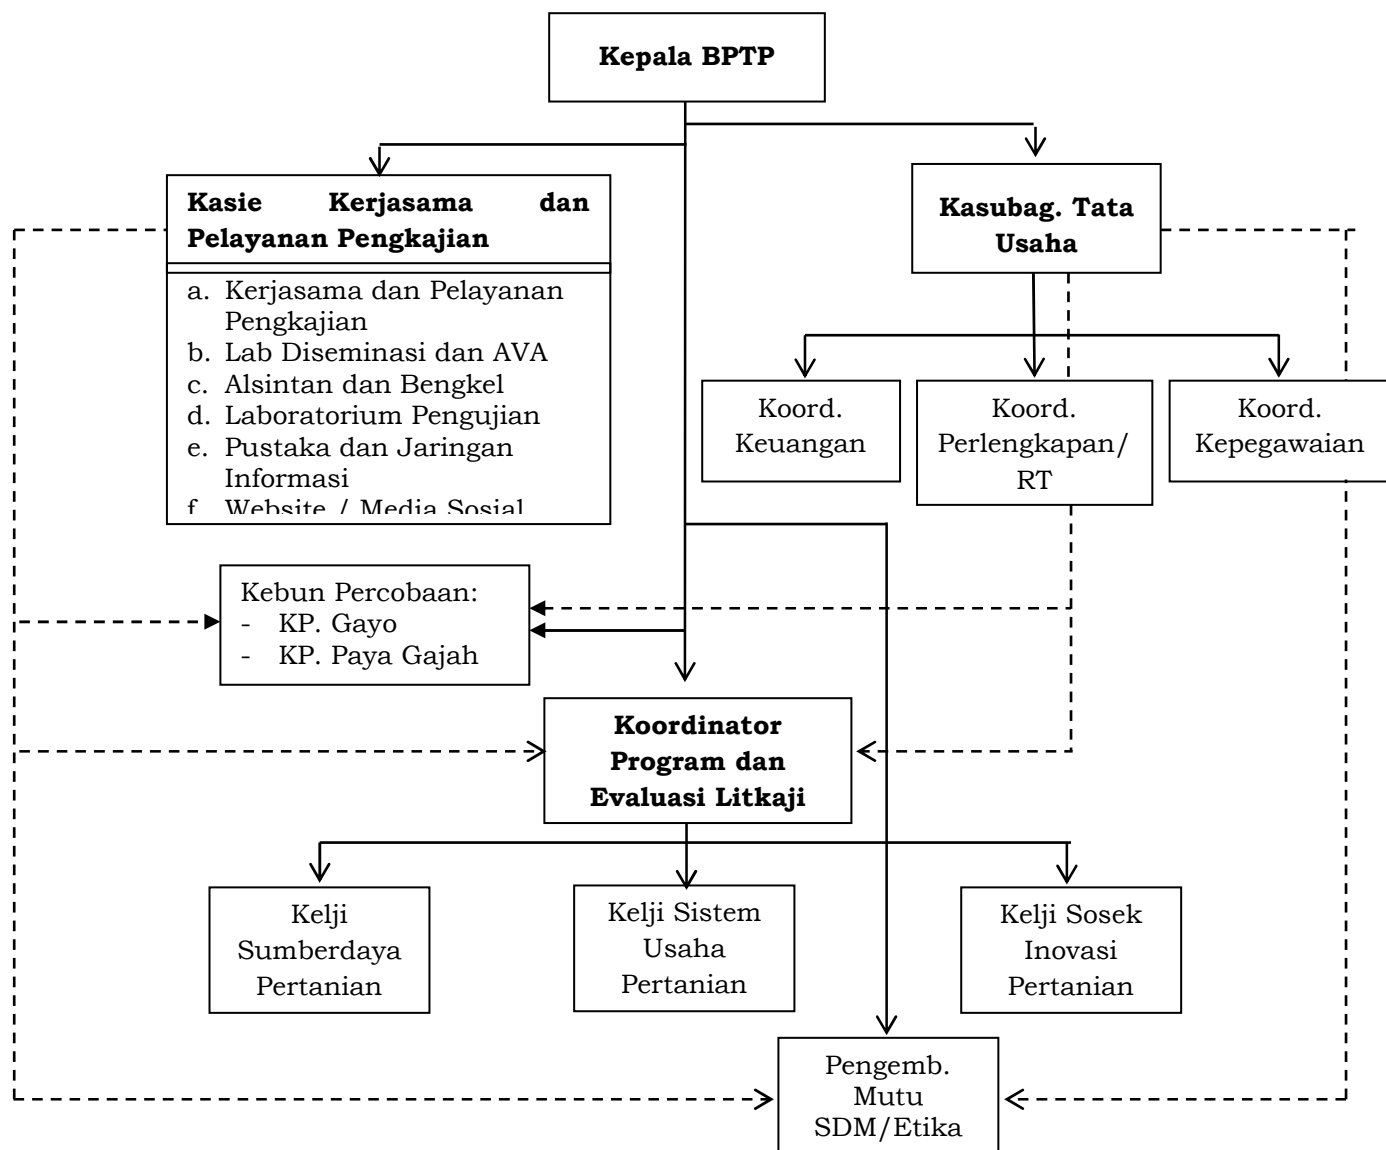 Kepala BPTP
Kasie Kerjasama dan
Pelayanan Pengkajian
a. Kerjasama dan Pelayanan
Pengkajian
b. Lab Diseminasi dan AVA
c. Alsintan dan Bengkel
d. Laboratorium Pengujian
e. Pustaka dan Jaringan
Informasi
f. Website / Media Sosial
Kasubag. Tata
Usaha
Koord.
Keuangan
Koord.
Perlengkapan/
RT
Koord.
Kepegawaian
Kebun Percobaan:
- KP. Gayo
- KP. Paya Gajah
Koordinator
Program dan
Evaluasi Litkaji
Kelji
Sumberdaya
Pertanian
Kelji Sistem
Usaha
Pertanian
Kelji Sosek
Inovasi
Pertanian
Pengemb.
Mutu
SDM/Etika